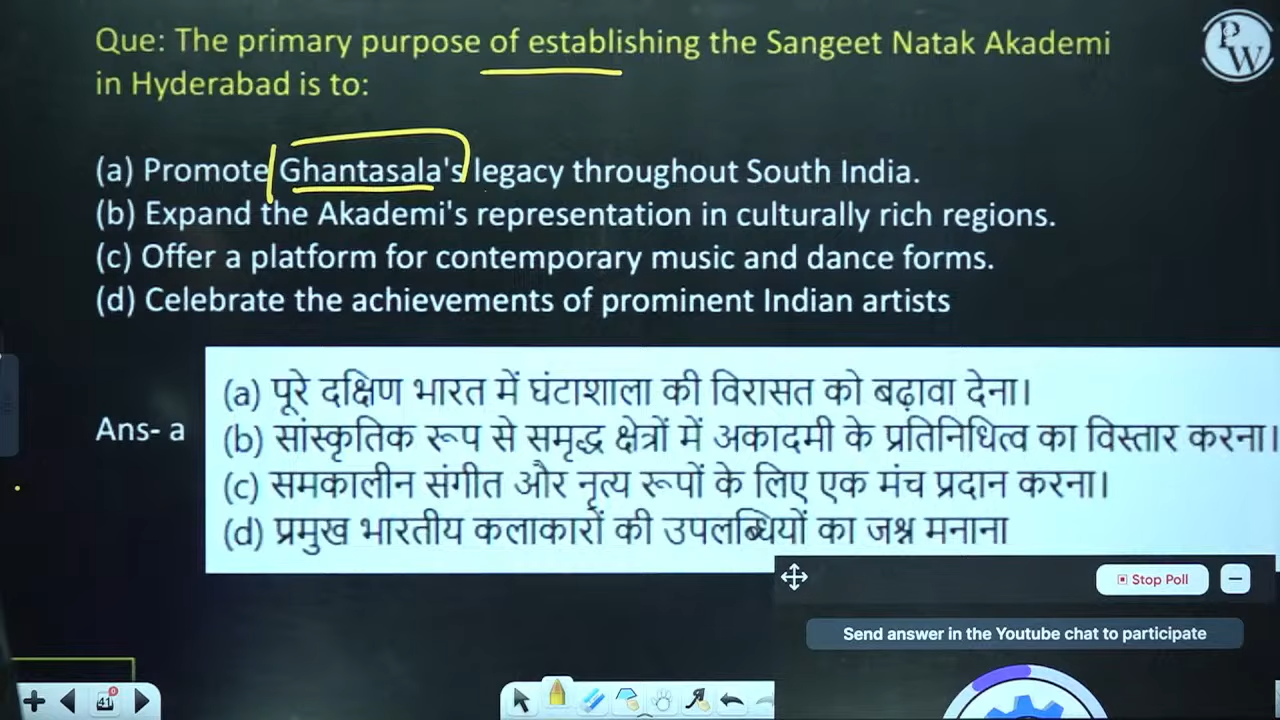 Que: The primary purpose of establishing the Sangeet Natak Akademi
in Hyderabad is to:
PW
(a) Promote Ghantasala's legacy throughout South India.
(b) Expand the Akademi's representation in culturally rich regions.
(c) Offer a platform for contemporary music and dance forms.
(d) Celebrate the achievements of prominent Indian artists
Ans- a
(a) पूरे दक्षिण भारत में घंटाशाला की विरासत को बढ़ावा देना।
(b) सांस्कृतिक रूप से समृद्ध क्षेत्रों में अकादमी के प्रतिनिधित्व का विस्तार करना।
(c) समकालीन संगीत और नृत्य रूपों के लिए एक मंच प्रदान करना।
(d) प्रमुख भारतीय कलाकारों की उपलब्धियों का जश्न मनाना
Stop Poll
Send answer in the Youtube chat to participate
41
0